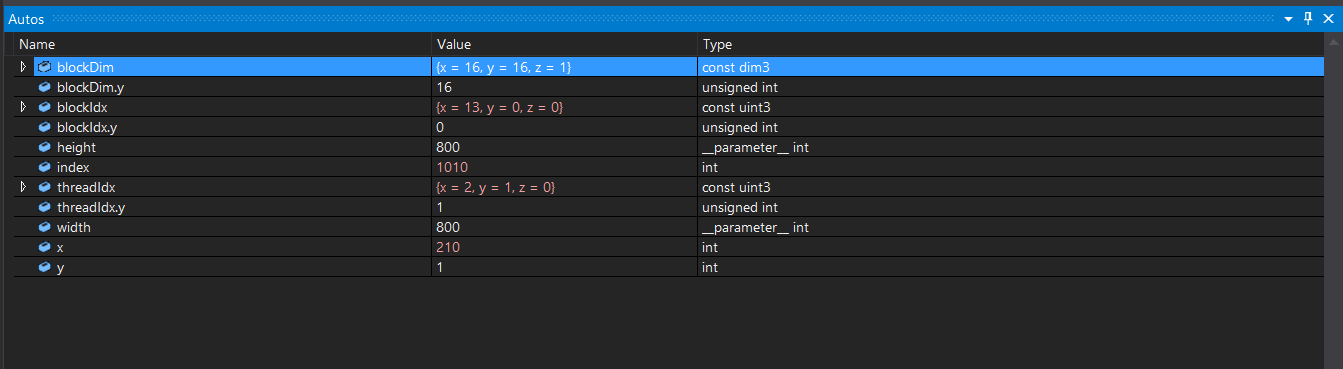 Autos
Name Value Type
blockDim {x = 16, y = 16, z = 1} const dim3
blockDim.y 16 unsigned int
blockIdx {x = 13, y = 0, z = 0} const uint3
blockIdx.y 0 unsigned int
height 800 __parameter__ int
index 1010 int
threadIdx {x = 2, y = 1, z = 0} const uint3
threadIdx.y 1 unsigned int
width 800 __parameter__ int
x 210 int
y 1 int